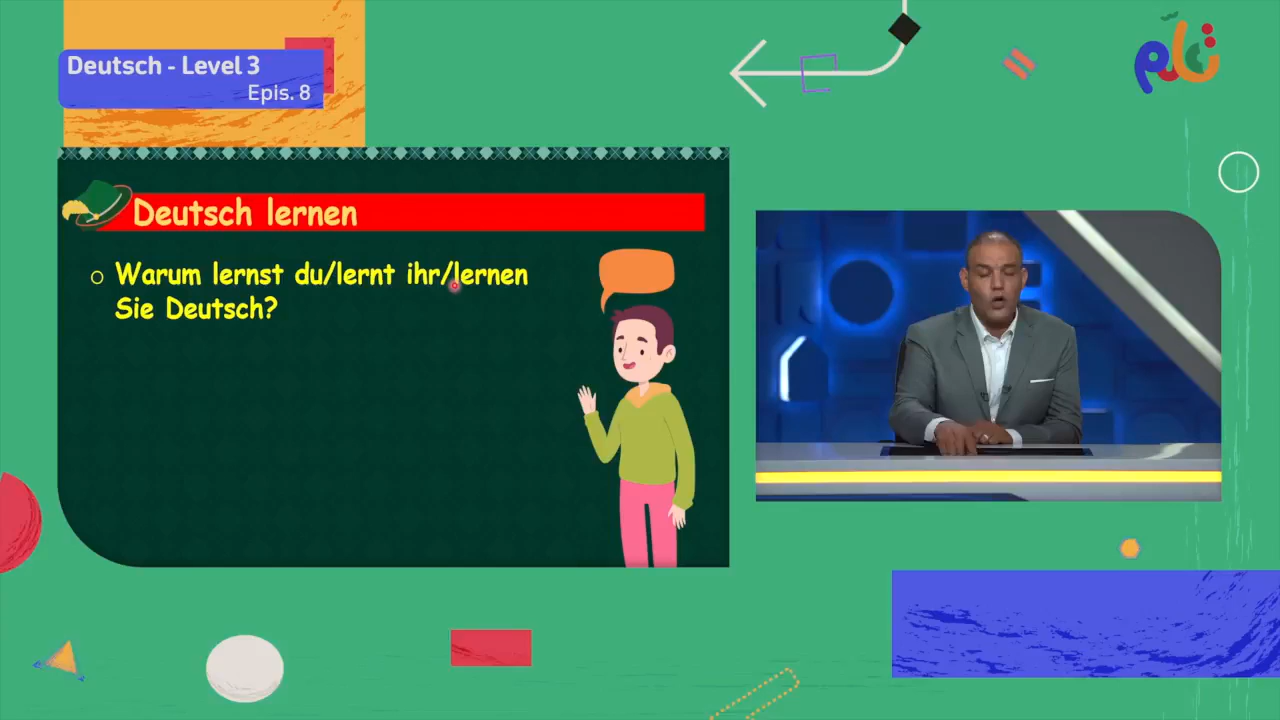 Deutsch - Level 3
Epis. 8
Deutsch lernen
Warum lernst du/lernt ihr/lernen
Sie Deutsch?